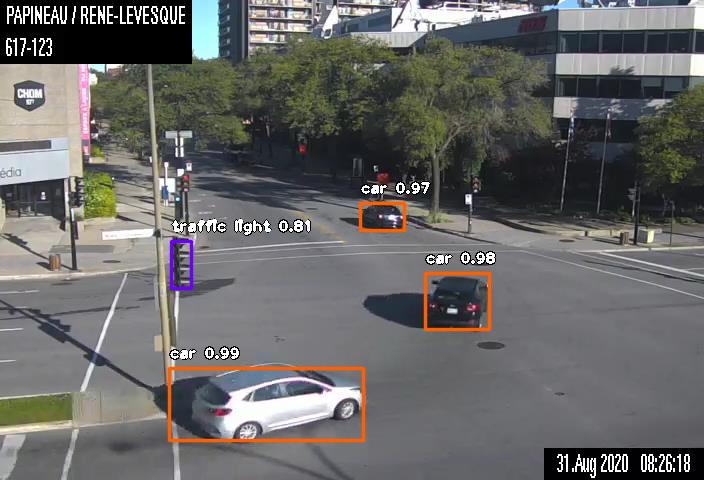 PAPINEAU / RENE-LEVESQUE
617-123
CHOM
édia
car 0.97
traffic light 0.81
car 0.98
car 0.99
31.Aug 2020 08:26:18